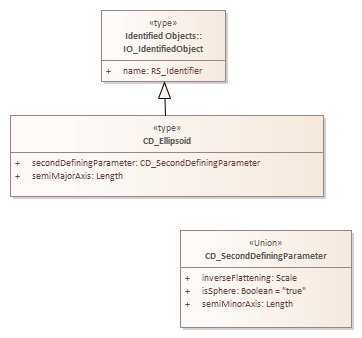 «type»
Identified Objects::
IO_IdentifiedObject
+ name: RS_Identifier
«type»
CD_Ellipsoid
+ secondDefiningParameter: CD_SecondDefiningParameter
+ semiMajorAxis: Length
«Union»
CD_SecondDefiningParameter
+ inverseFlattening: Scale
+ isSphere: Boolean = "true"
+ semiMinorAxis: Length